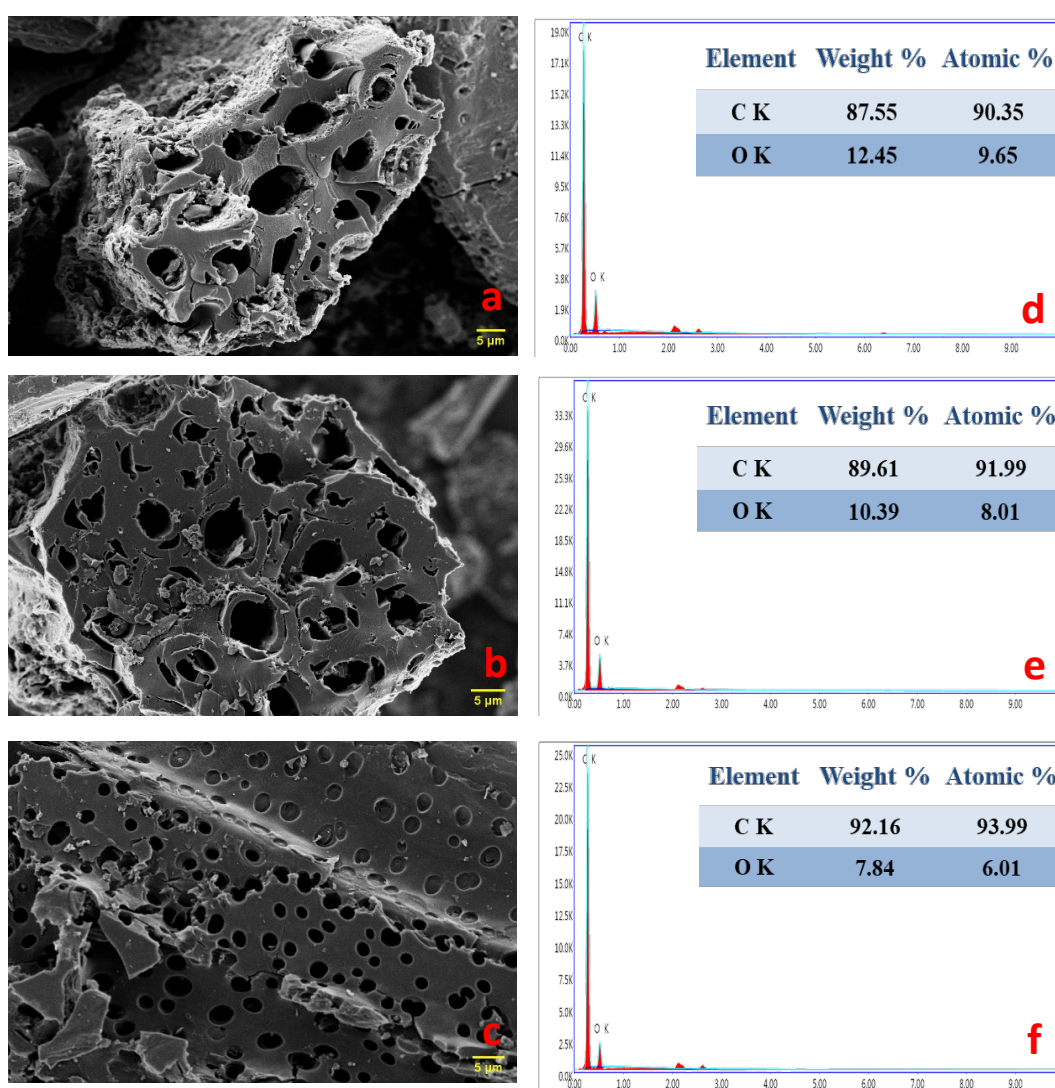 a
5 µm
19.0K
17.1K
15.2K
13.3K
11.4K
9.5K
7.6K
5.7K
3.8K
1.9K
0.0K
C K
O K
Element Weight % Atomic %
C K 87.55 90.35
O K 12.45 9.65
d
0.00 1.00 2.00 3.00 4.00 5.00 6.00 7.00 8.00 9.00
b
5 µm
33.3K
29.6K
25.9K
22.2K
18.5K
14.8K
11.1K
7.4K
3.7K
0.0K
C K
O K
Element Weight % Atomic %
C K 89.61 91.99
O K 10.39 8.01
e
0.00 1.00 2.00 3.00 4.00 5.00 6.00 7.00 8.00 9.00
c
5 µm
25.0K
22.5K
20.0K
17.5K
15.0K
12.5K
10.0K
7.5K
5.0K
2.5K
0.0K
C K
O K
Element Weight % Atomic %
C K 92.16 93.99
O K 7.84 6.01
f
0.00 1.00 2.00 3.00 4.00 5.00 6.00 7.00 8.00 9.00